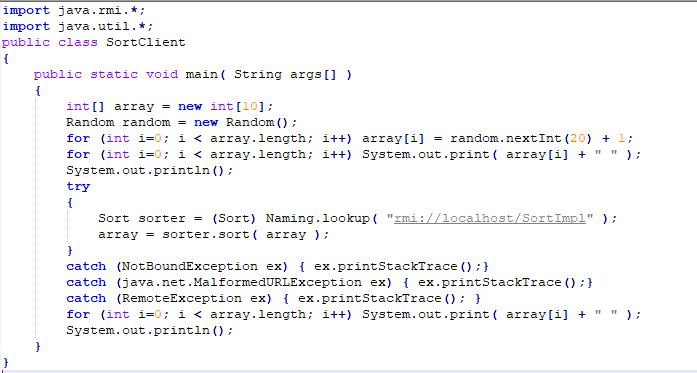 import java.rmi.*;
import java.util.*;
public class SortClient
{
    public static void main( String args[] )
    {
        int[] array = new int[10];
        Random random = new Random();
        for (int i=0; i < array.length; i++) array[i] = random.nextInt(20) + 1;
        for (int i=0; i < array.length; i++) System.out.print( array[i] + " " );
        System.out.println();
        try
        {
            Sort sorter = (Sort) Naming.lookup( "rmi://localhost/SortImpl" );
            array = sorter.sort( array );
        }
        catch (NotBoundException ex) { ex.printStackTrace();}
        catch (java.net.MalformedURLException ex) { ex.printStackTrace();}
        catch (RemoteException ex) { ex.printStackTrace(); }
        for (int i=0; i < array.length; i++) System.out.print( array[i] + " " );
        System.out.println();
    }
}